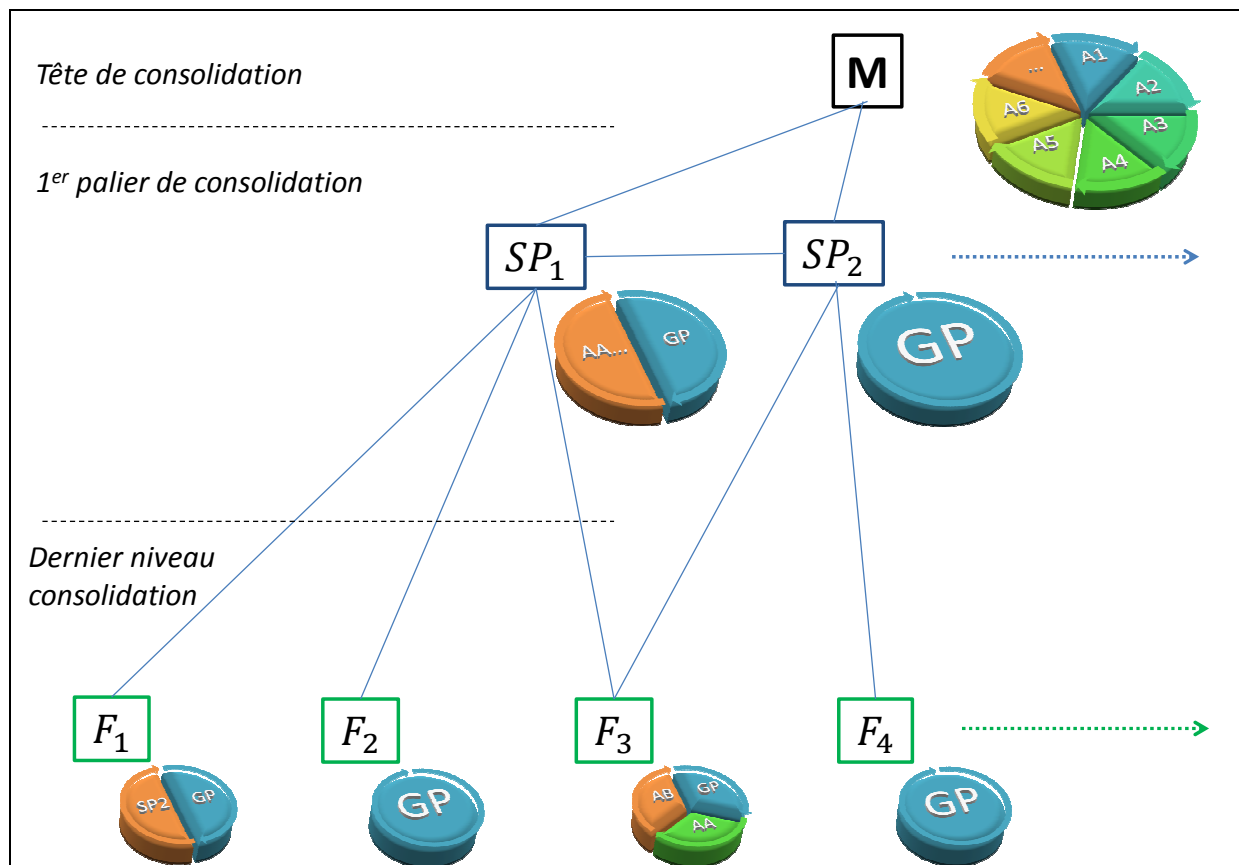 Tête de consolidation
M
...
A1
A2
A3
A4
A5
A6
1er palier de consolidation
SP1
SP2
AA...
GP
GP
Dernier niveau
consolidation
F1
F2
F3
F4
SP2
GP
GP
AB
GP
AA
GP